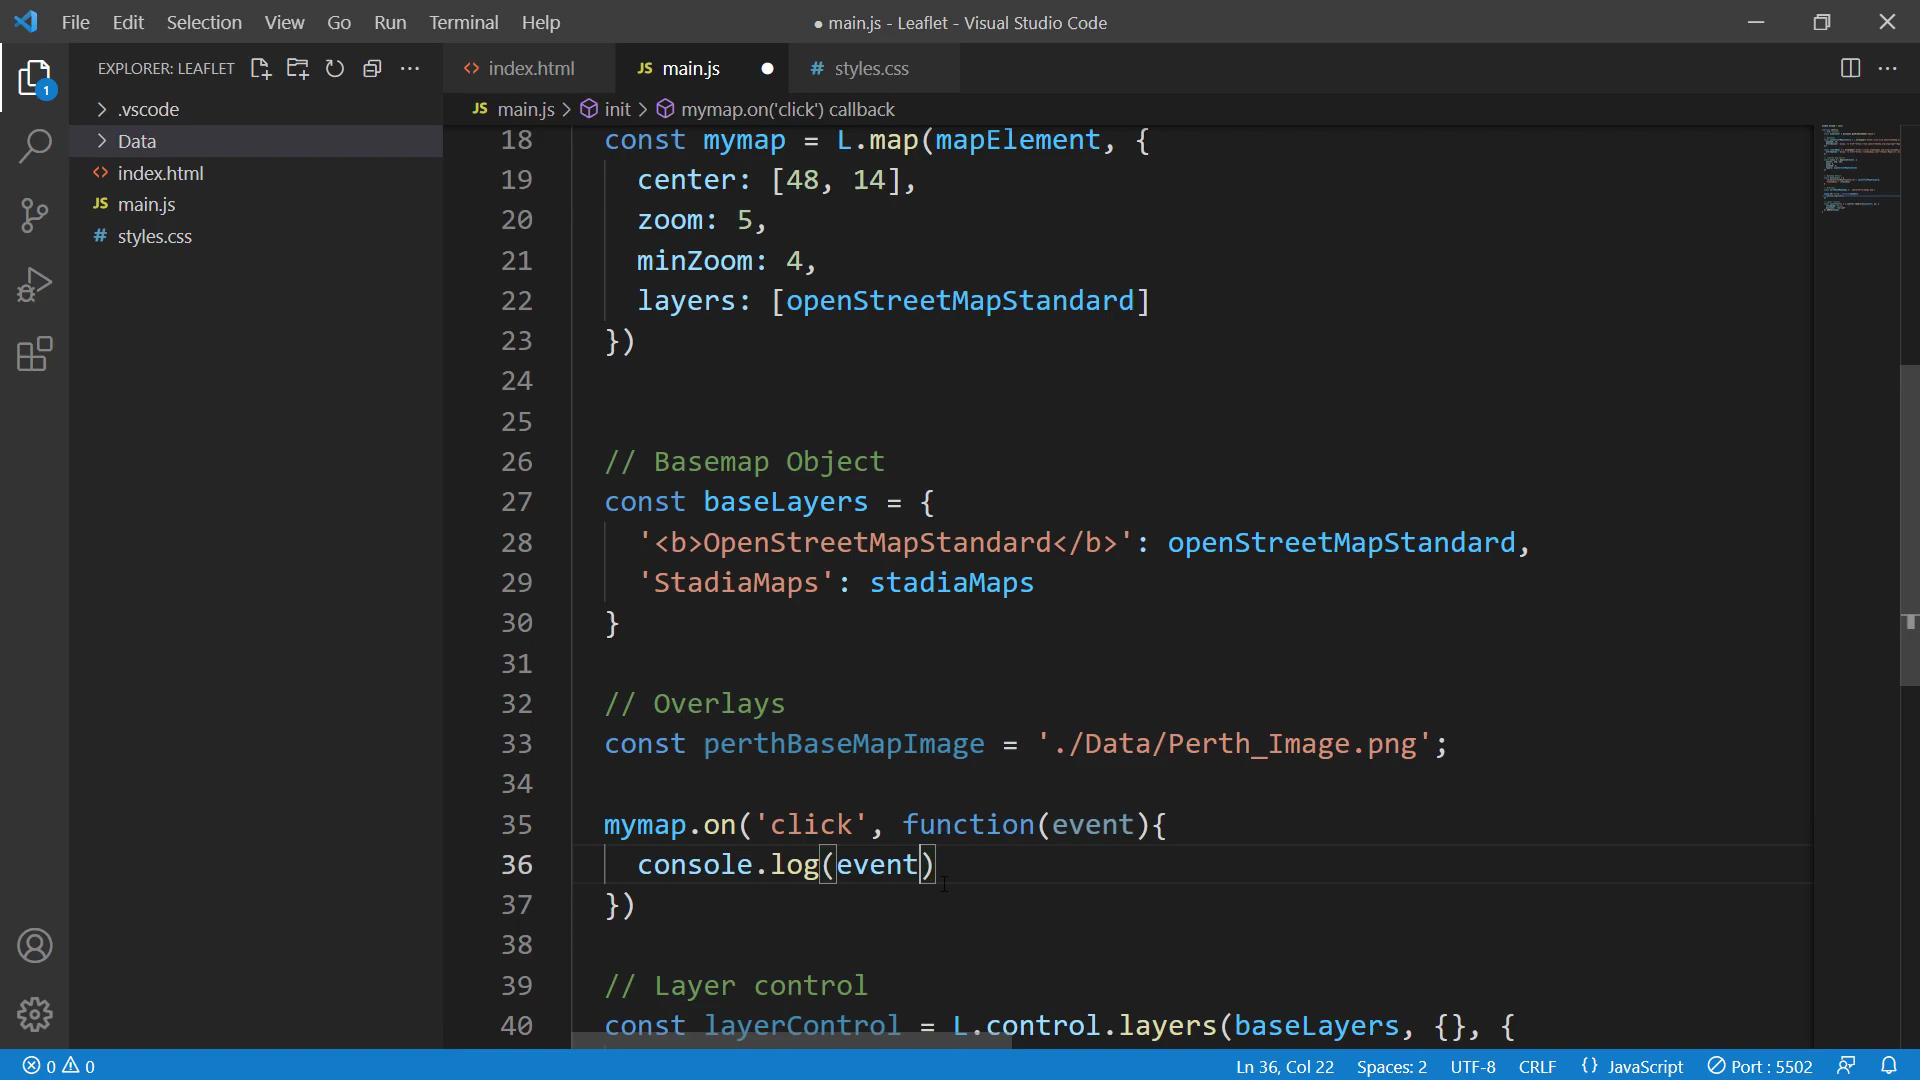 File Edit Selection View Go Run Terminal Help
● main.js - Leaflet - Visual Studio Code
EXPLORER: LEAFLET
index.html
main.js
styles.css
1
.vscode
Data
index.html
main.js
styles.css
main.js > init > mymap.on('click') callback
18 const mymap = L.map(mapElement, {
19 center: [48, 14],
20 zoom: 5,
21 minZoom: 4,
22 layers: [openStreetMapStandard]
23 })
24
25
26 // Basemap Object
27 const baseLayers = {
28 '<b>OpenStreetMapStandard</b>': openStreetMapStandard,
29 'StadiaMaps': stadiaMaps
30 }
31
32 // Overlays
33 const perthBaseMapImage = './Data/Perth_Image.png';
34
35 mymap.on('click', function(event){
36 console.log(event)
37 })
38
39 // Layer control
40 const layerControl = L.control.layers(baseLayers, {}, {
0 0 Ln 36, Col 22 Spaces: 2 UTF-8 CRLF {} JavaScript Port : 5502